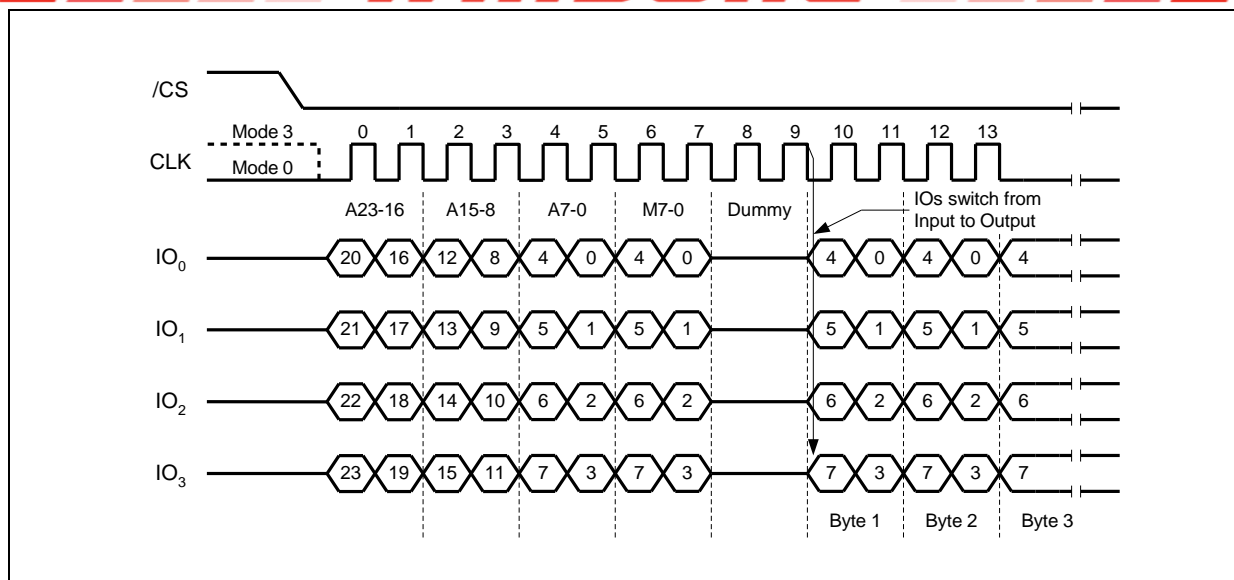 /CS
Mode 3
0 1 2 3 4 5 6 7 8 9 10 11 12 13
CLK
Mode 0
A23-16 A15-8 A7-0 M7-0 Dummy
IOs switch from
Input to Output
IO0 20 16 12 8 4 0 4 0 4 0 4 0 4
IO1 21 17 13 9 5 1 5 1 5 1 5 1 5
IO2 22 18 14 10 6 2 6 2 6 2 6 2 6
IO3 23 19 15 11 7 3 7 3 7 3 7 3 7
Byte 1 Byte 2 Byte 3